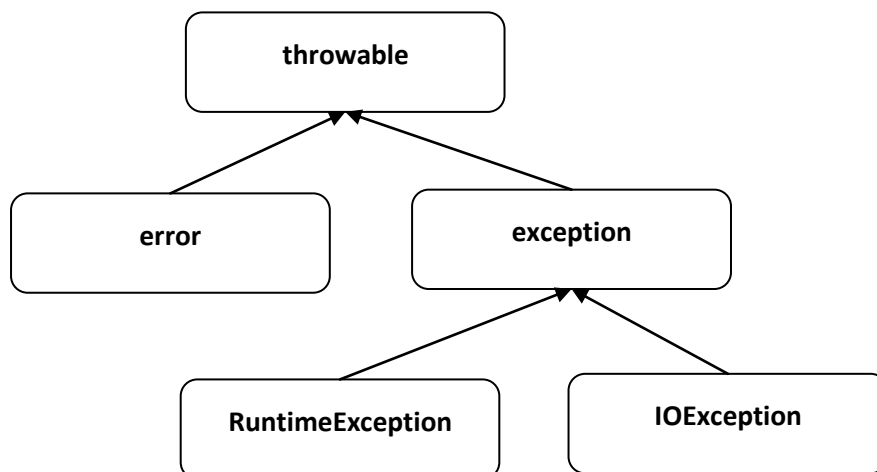 throwable
error
exception
RuntimeException
IOException